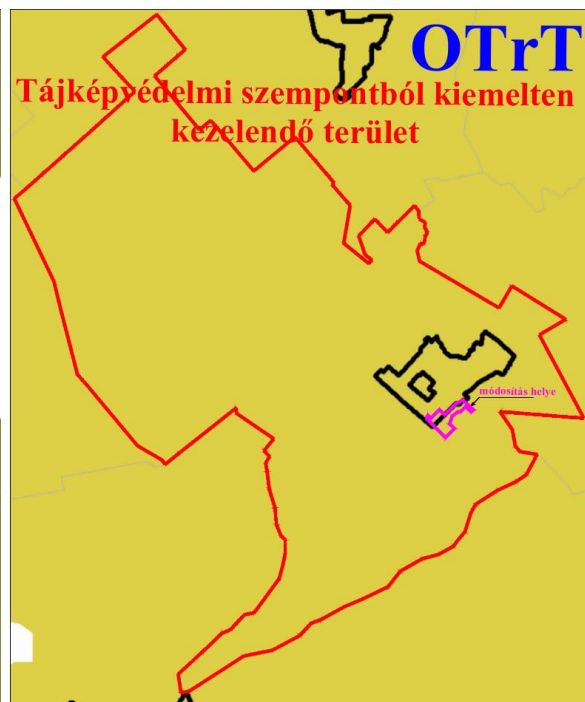 OTrT
Tájképvédelmi szempontból kiemelten
kezelendő terület
módosítás helye